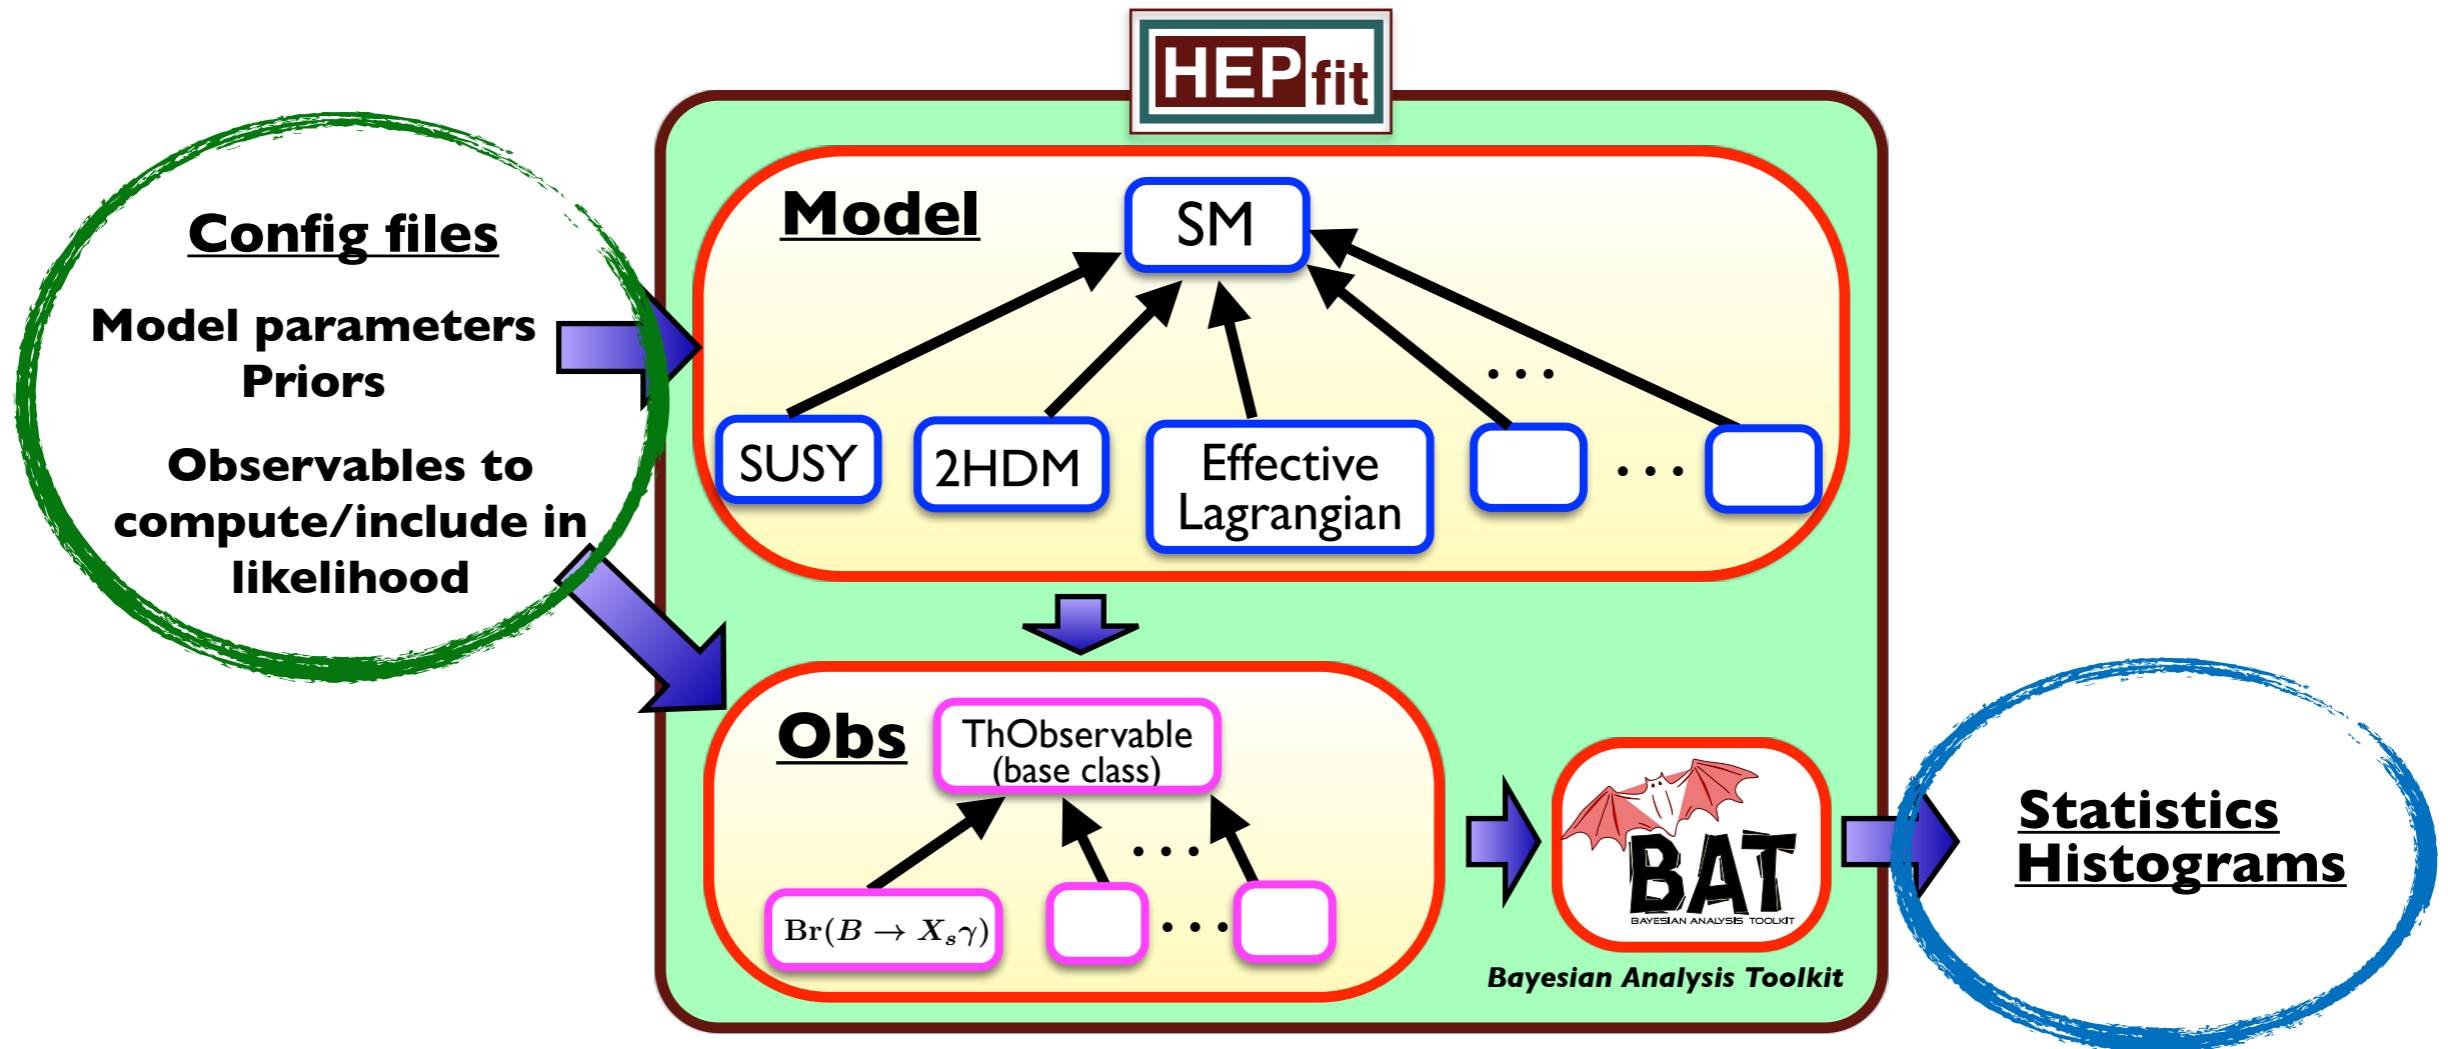 HEPfit
Config files
Model parameters
Priors
Observables to
compute/include in
likelihood
Model
SM
...
SUSY
2HDM
Effective
Lagrangian
...
Obs
ThObservable
(base class)
...
Br(B → Xₛγ)
...
BAT
BAYESIAN ANALYSIS TOOLKIT
Bayesian Analysis Toolkit
Statistics
Histograms